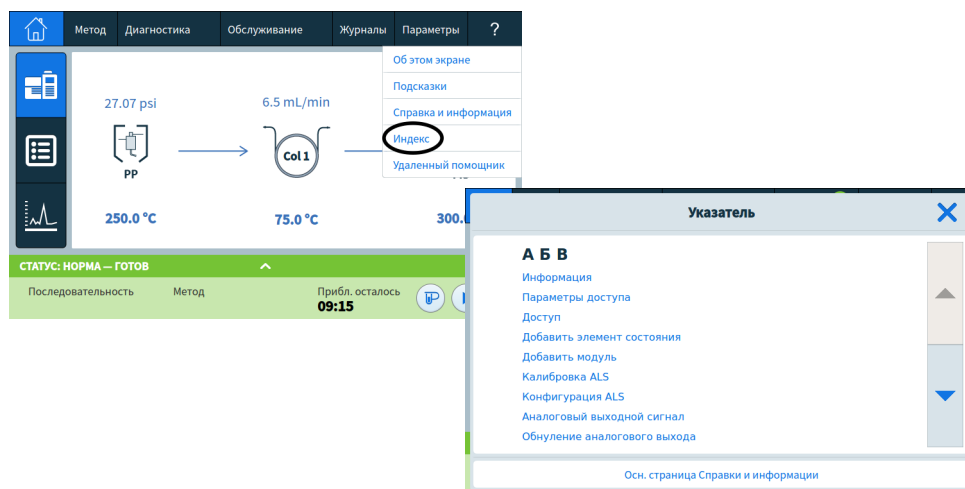 Метод Диагностика Обслуживание Журналы Параметры ?
Об этом экране
Подсказки
Справка и информация
Индекс
Удаленный помощник
27.07 psi 6.5 mL/min
Col 1
PP
250.0 °C 75.0 °C 300.
СТАТУС: НОРМА — ГОТОВ
Последовательность Метод Прибл. осталось
09:15
Указатель
А Б В
Информация
Параметры доступа
Доступ
Добавить элемент состояния
Добавить модуль
Калибровка ALS
Конфигурация ALS
Аналоговый выходной сигнал
Обнуление аналогового выхода
Осн. страница Справки и информации